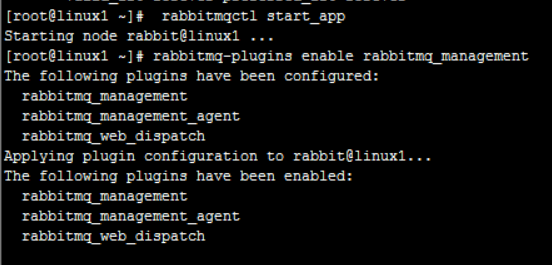 [root@linux1 ~]#  rabbitmqctl start_app
Starting node rabbit@linux1 ...
[root@linux1 ~]# rabbitmq-plugins enable rabbitmq_management
The following plugins have been configured:
  rabbitmq_management
  rabbitmq_management_agent
  rabbitmq_web_dispatch
Applying plugin configuration to rabbit@linux1...
The following plugins have been enabled:
  rabbitmq_management
  rabbitmq_management_agent
  rabbitmq_web_dispatch